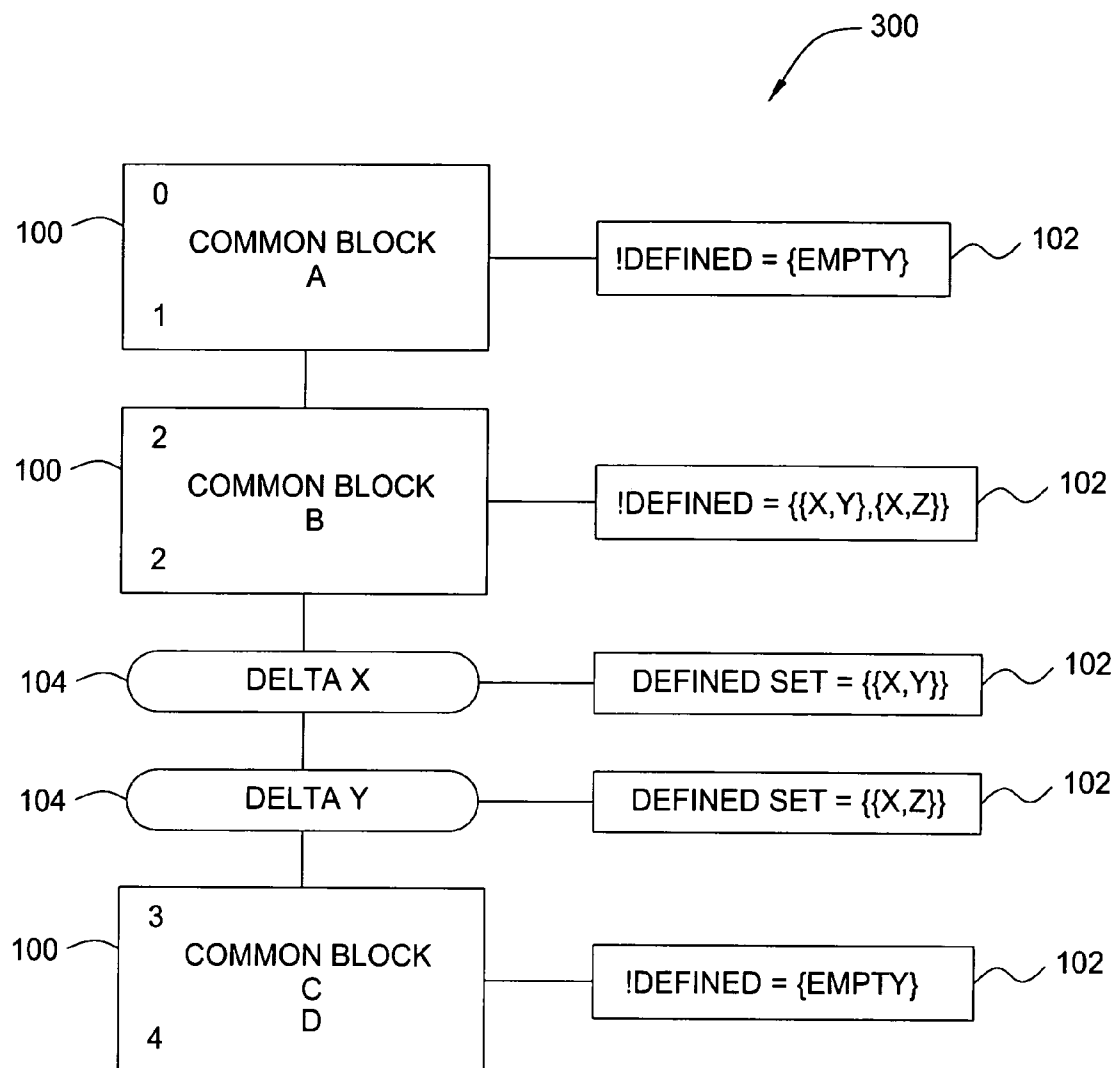 300
0
100
COMMON BLOCK
A
1
!DEFINED = {EMPTY}
102
2
100
COMMON BLOCK
B
2
!DEFINED = {{X,Y},{X,Z}}
102
104
DELTA X
DEFINED SET = {{X,Y}}
102
104
DELTA Y
DEFINED SET = {{X,Z}}
102
3
100
COMMON BLOCK
C
D
4
!DEFINED = {EMPTY}
102